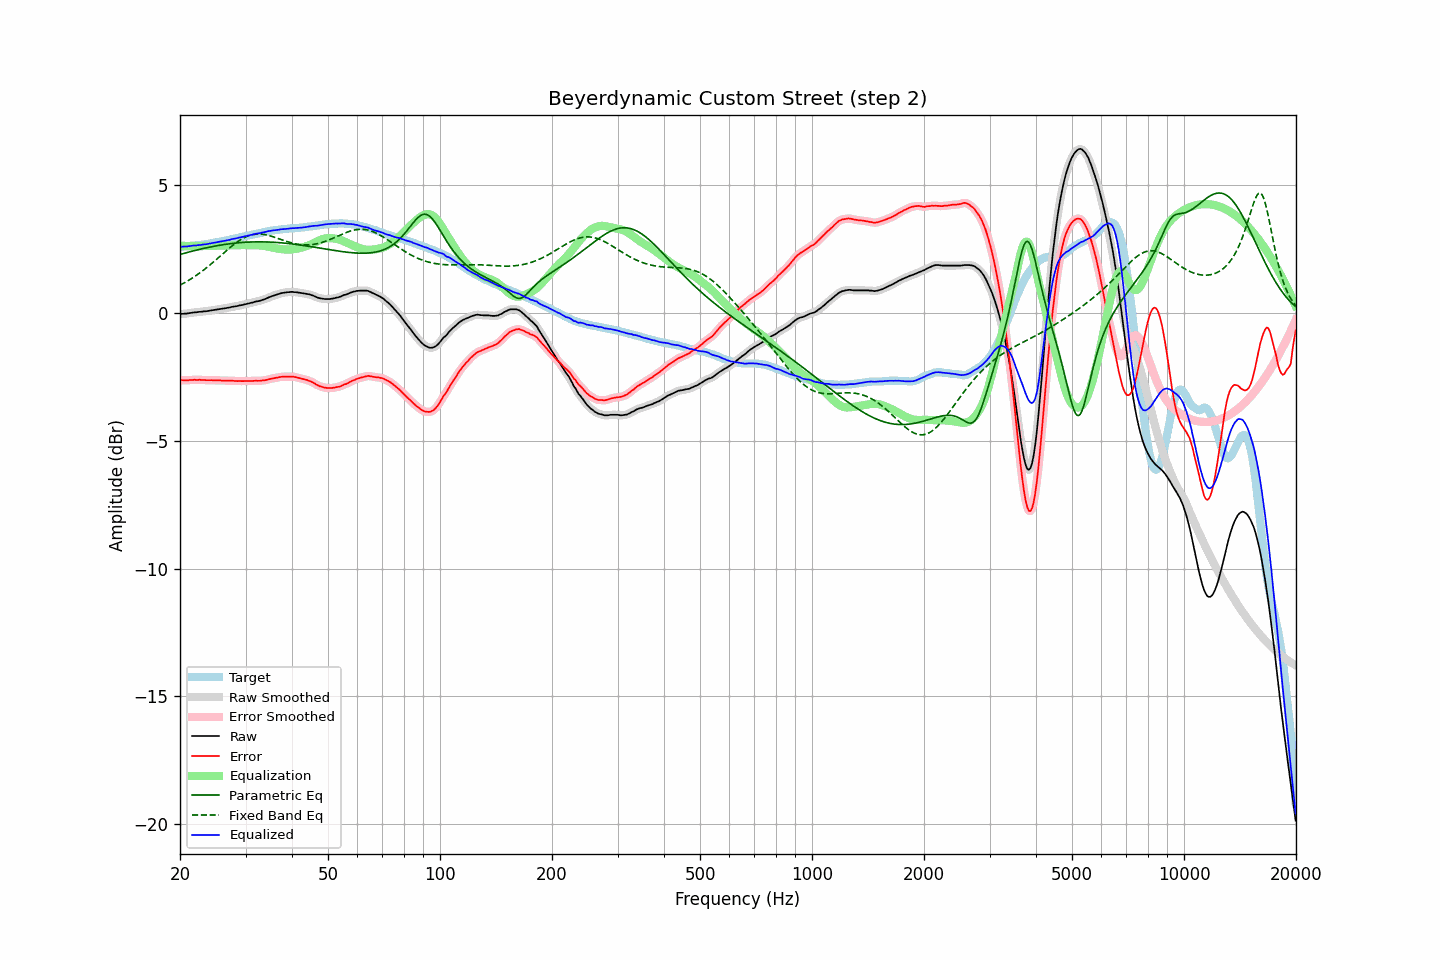 Beyerdynamic Custom Street (step 2)
Amplitude (dBr)
5
0
−5
−10
−15
−20
Target
Raw Smoothed
Error Smoothed
Raw
Error
Equalization
Parametric Eq
Fixed Band Eq
Equalized
20 50 100 200 500 1000 2000 5000 10000 20000
Frequency (Hz)